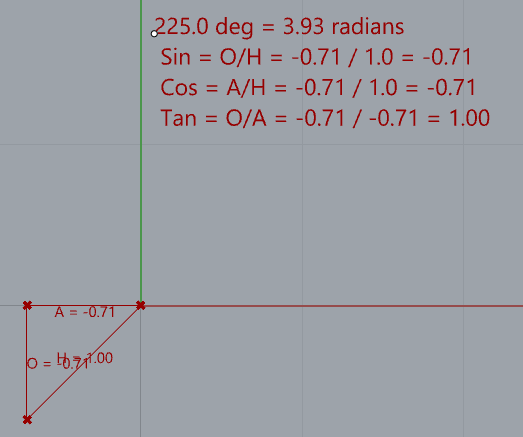 225.0 deg = 3.93 radians
Sin = O/H = -0.71 / 1.0 = -0.71
Cos = A/H = -0.71 / 1.0 = -0.71
Tan = O/A = -0.71 / -0.71 = 1.00
A = -0.71
H = 1.00
O = -0.71